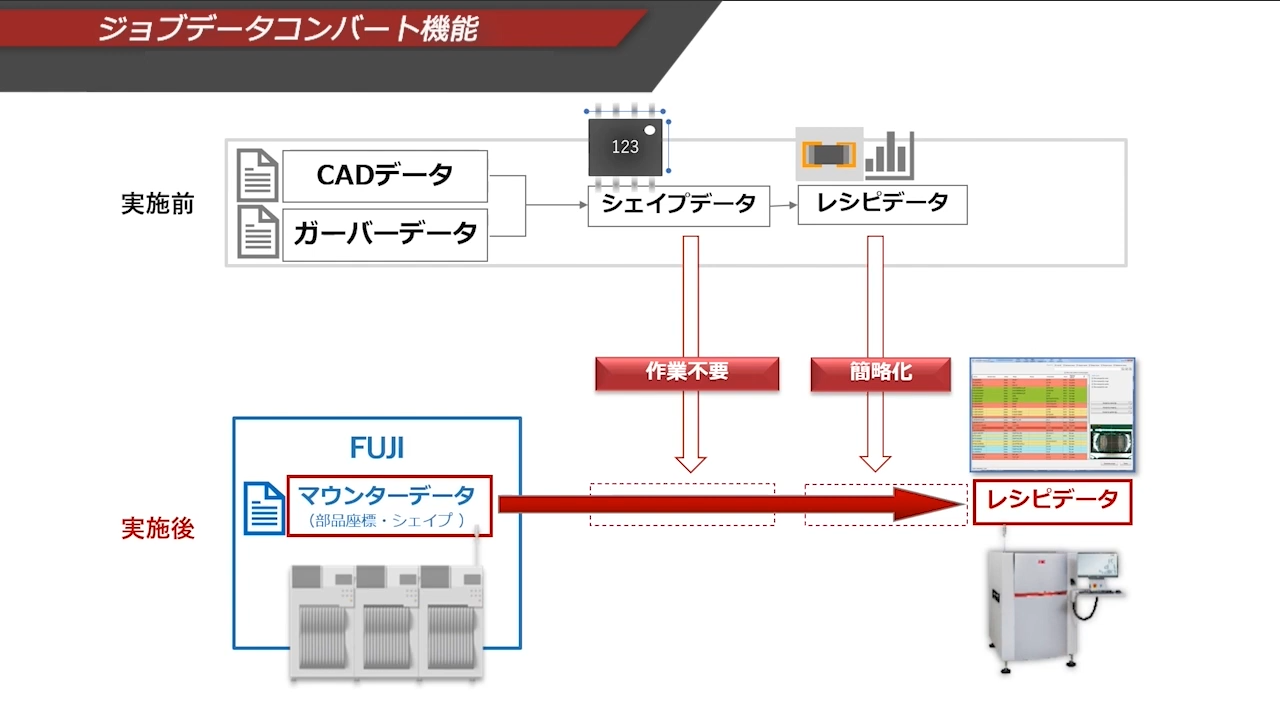 ジョブデータコンバート機能
実施前
CADデータ
ガーバーデータ
123
シェイプデータ
レシピデータ
作業不要
簡略化
実施後
FUJI
マウンターデータ
（部品座標・シェイプ ）
レシピデータ